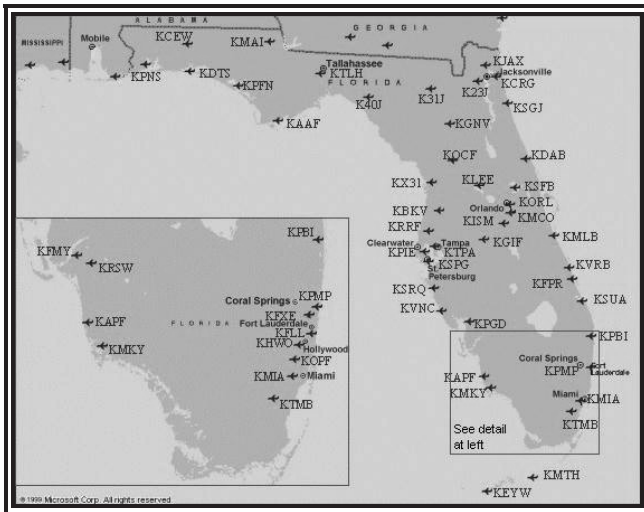 ALABAMA
GEORGIA
MISSISSIPPI
Mobile
KCEW
KMAI
KPNS
KDTS
KPFN
Tallahassee
KTLH
FLORIDA
K40J
K31J
KJAX
Jacksonville
K23J
KCRG
KSGJ
KAAF
KGNV
KOCF
KDAB
KX31
KLEE
KSFB
KBKV
Orlando
KORL
KMCO
KRRF
KISM
Clearwater
Tampa
KPIE
KTPA
KGIF
KMLB
KSPG
St.
Petersburg
KVRB
KSRQ
KFPR
KVNC
KSUA
KPGD
KPBI
Coral Springs
Fort
Lauderdale
KPMP
KAPF
KMKY
Miami
KMIA
KTMB
See detail
at left
KMTH
KEYW
KPBI
KFMY
KRSW
Coral Springs
KPMP
KFXE
FLORIDA
Fort Lauderdale
KAPF
KFLL
KHWO
Hollywood
KMKY
KOPF
KMIA
Miami
KTMB
© 1999 Microsoft Corp. All rights reserved.